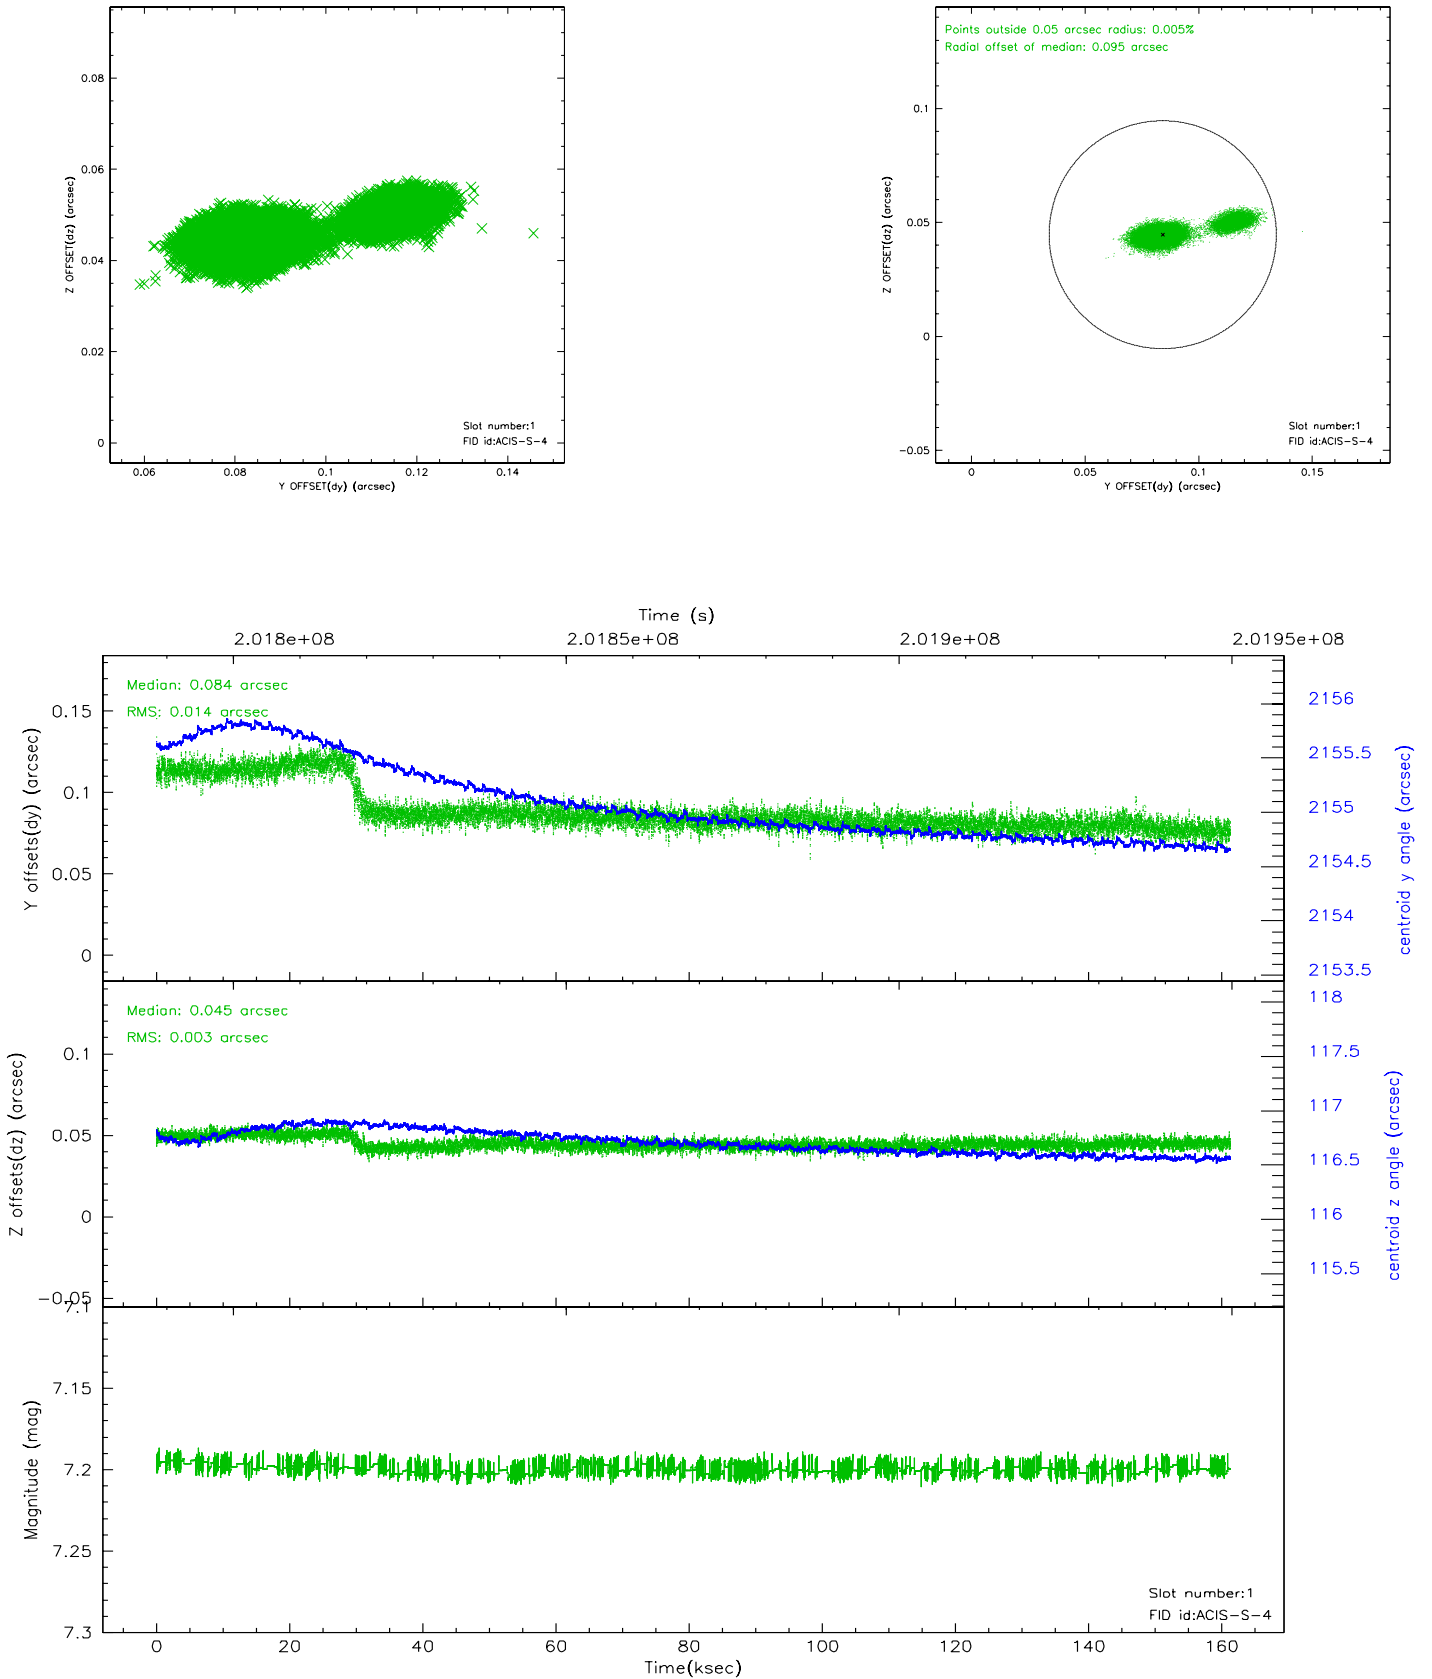 0.08
0.06
0.04
0.02
0
Z OFFSET(dz) (arcsec)
Slot number:1
FID id:ACIS-S-4
0.06
0.08
0.1
0.12
0.14
Y OFFSET(dy) (arcsec)
Points outside 0.05 arcsec radius: 0.005%
Radial offset of median: 0.095 arcsec
0.1
0.05
0
-0.05
Z OFFSET(dz) (arcsec)
Slot number:1
FID id:ACIS-S-4
0
0.05
0.1
0.15
Y OFFSET(dy) (arcsec)
Time (s)
2.018e+08
2.0185e+08
2.019e+08
2.0195e+08
Median: 0.084 arcsec
RMS: 0.014 arcsec
0.15
0.1
0.05
0
Y offsets(dy) (arcsec)
2156
2155.5
2155
2154.5
2154
2153.5
centroid y angle (arcsec)
Median: 0.045 arcsec
RMS: 0.003 arcsec
0.1
0.05
0
-0.05
Z offsets(dz) (arcsec)
118
117.5
117
116.5
116
115.5
centroid z angle (arcsec)
7.1
7.15
7.2
7.25
7.3
Magnitude (mag)
Slot number:1
FID id:ACIS-S-4
0
20
40
60
80
100
120
140
160
Time(ksec)